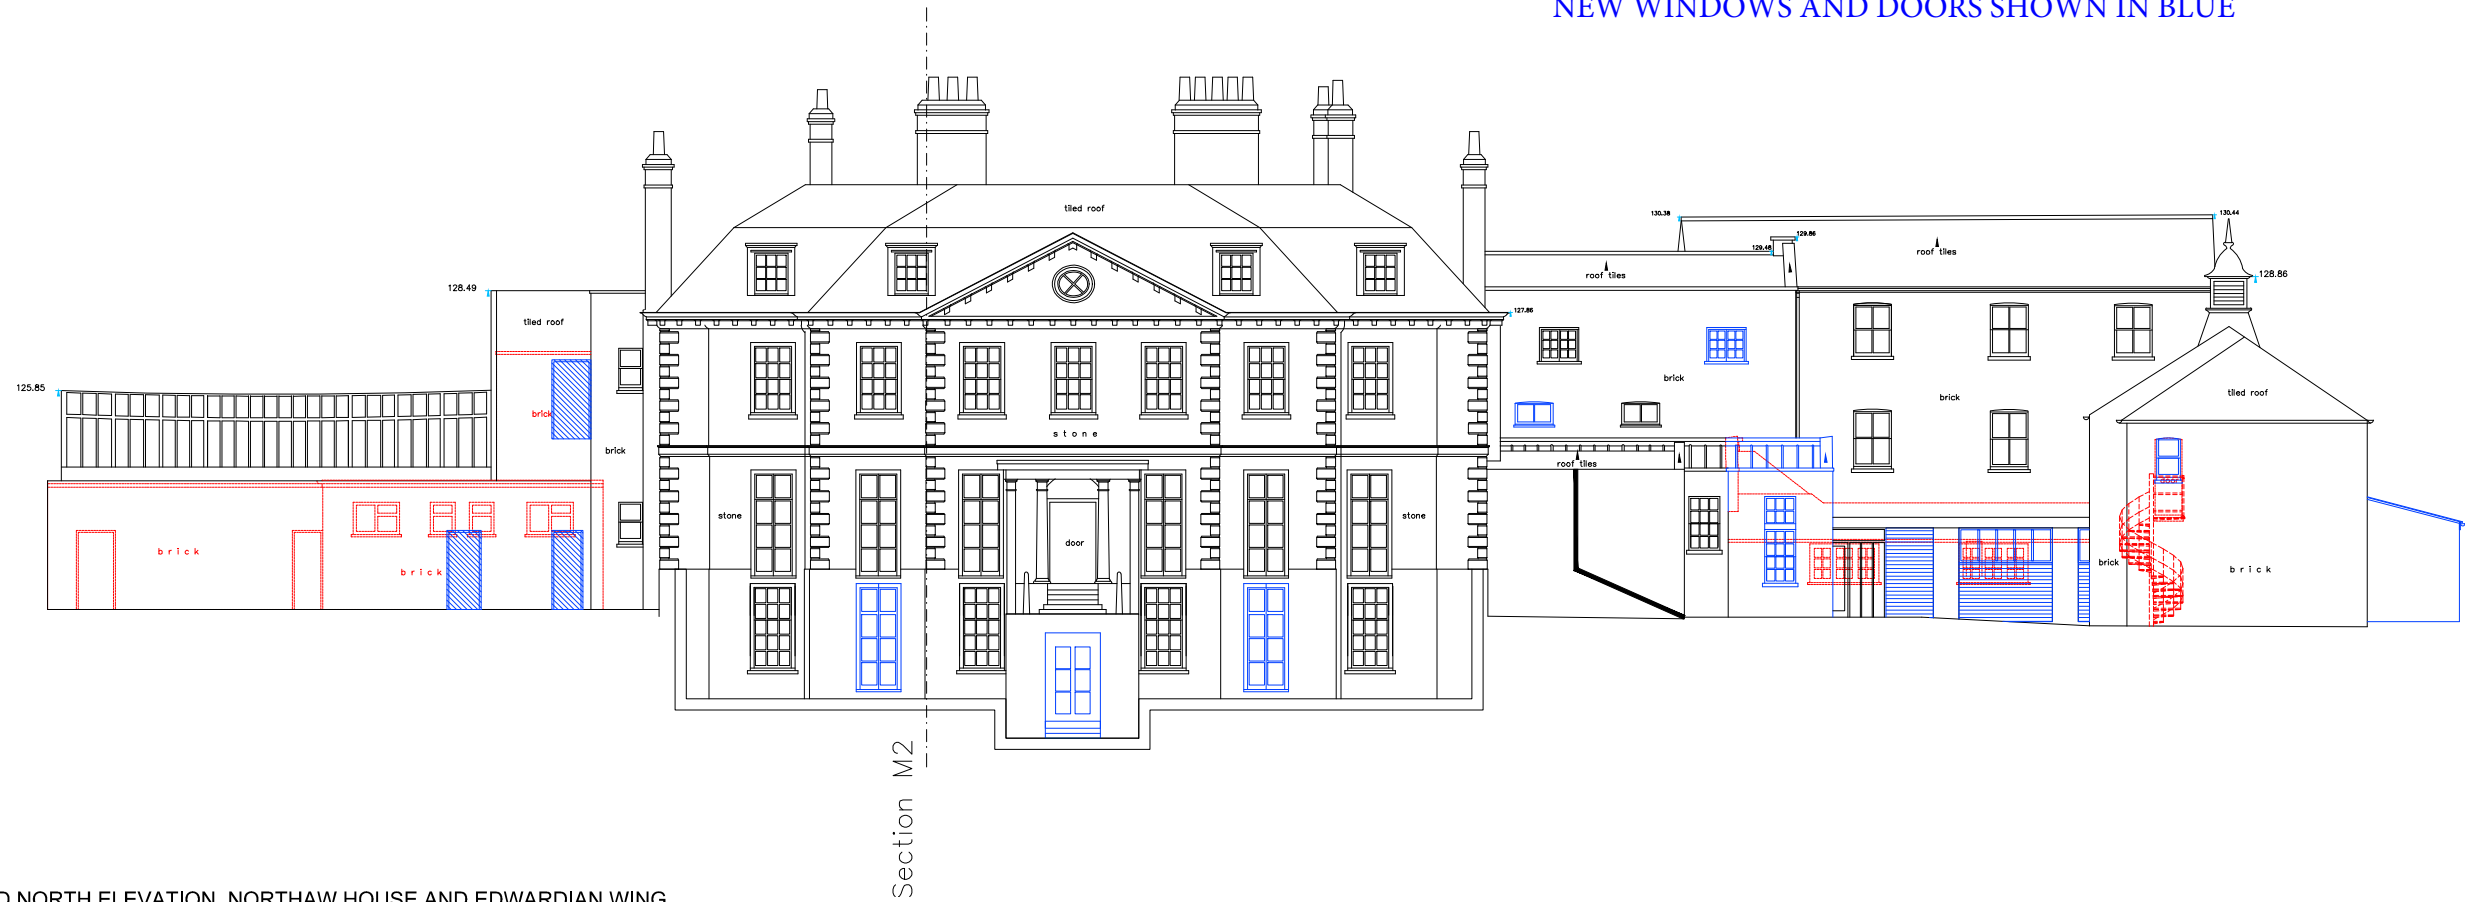 NEW WINDOWS AND DOORS SHOWN IN BLUE
tiled roof
130.38
130.44
129.86
129.46
roof tiles
roof tiles
128.86
128.49
127.86
tiled roof
125.85
brick
brick
brick
tiled roof
brick
stone
roof tiles
stone
stone
door
brick
brick
brick
brick
door
Section M2
NORTH ELEVATION, NORTHAW HOUSE AND EDWARDIAN WING